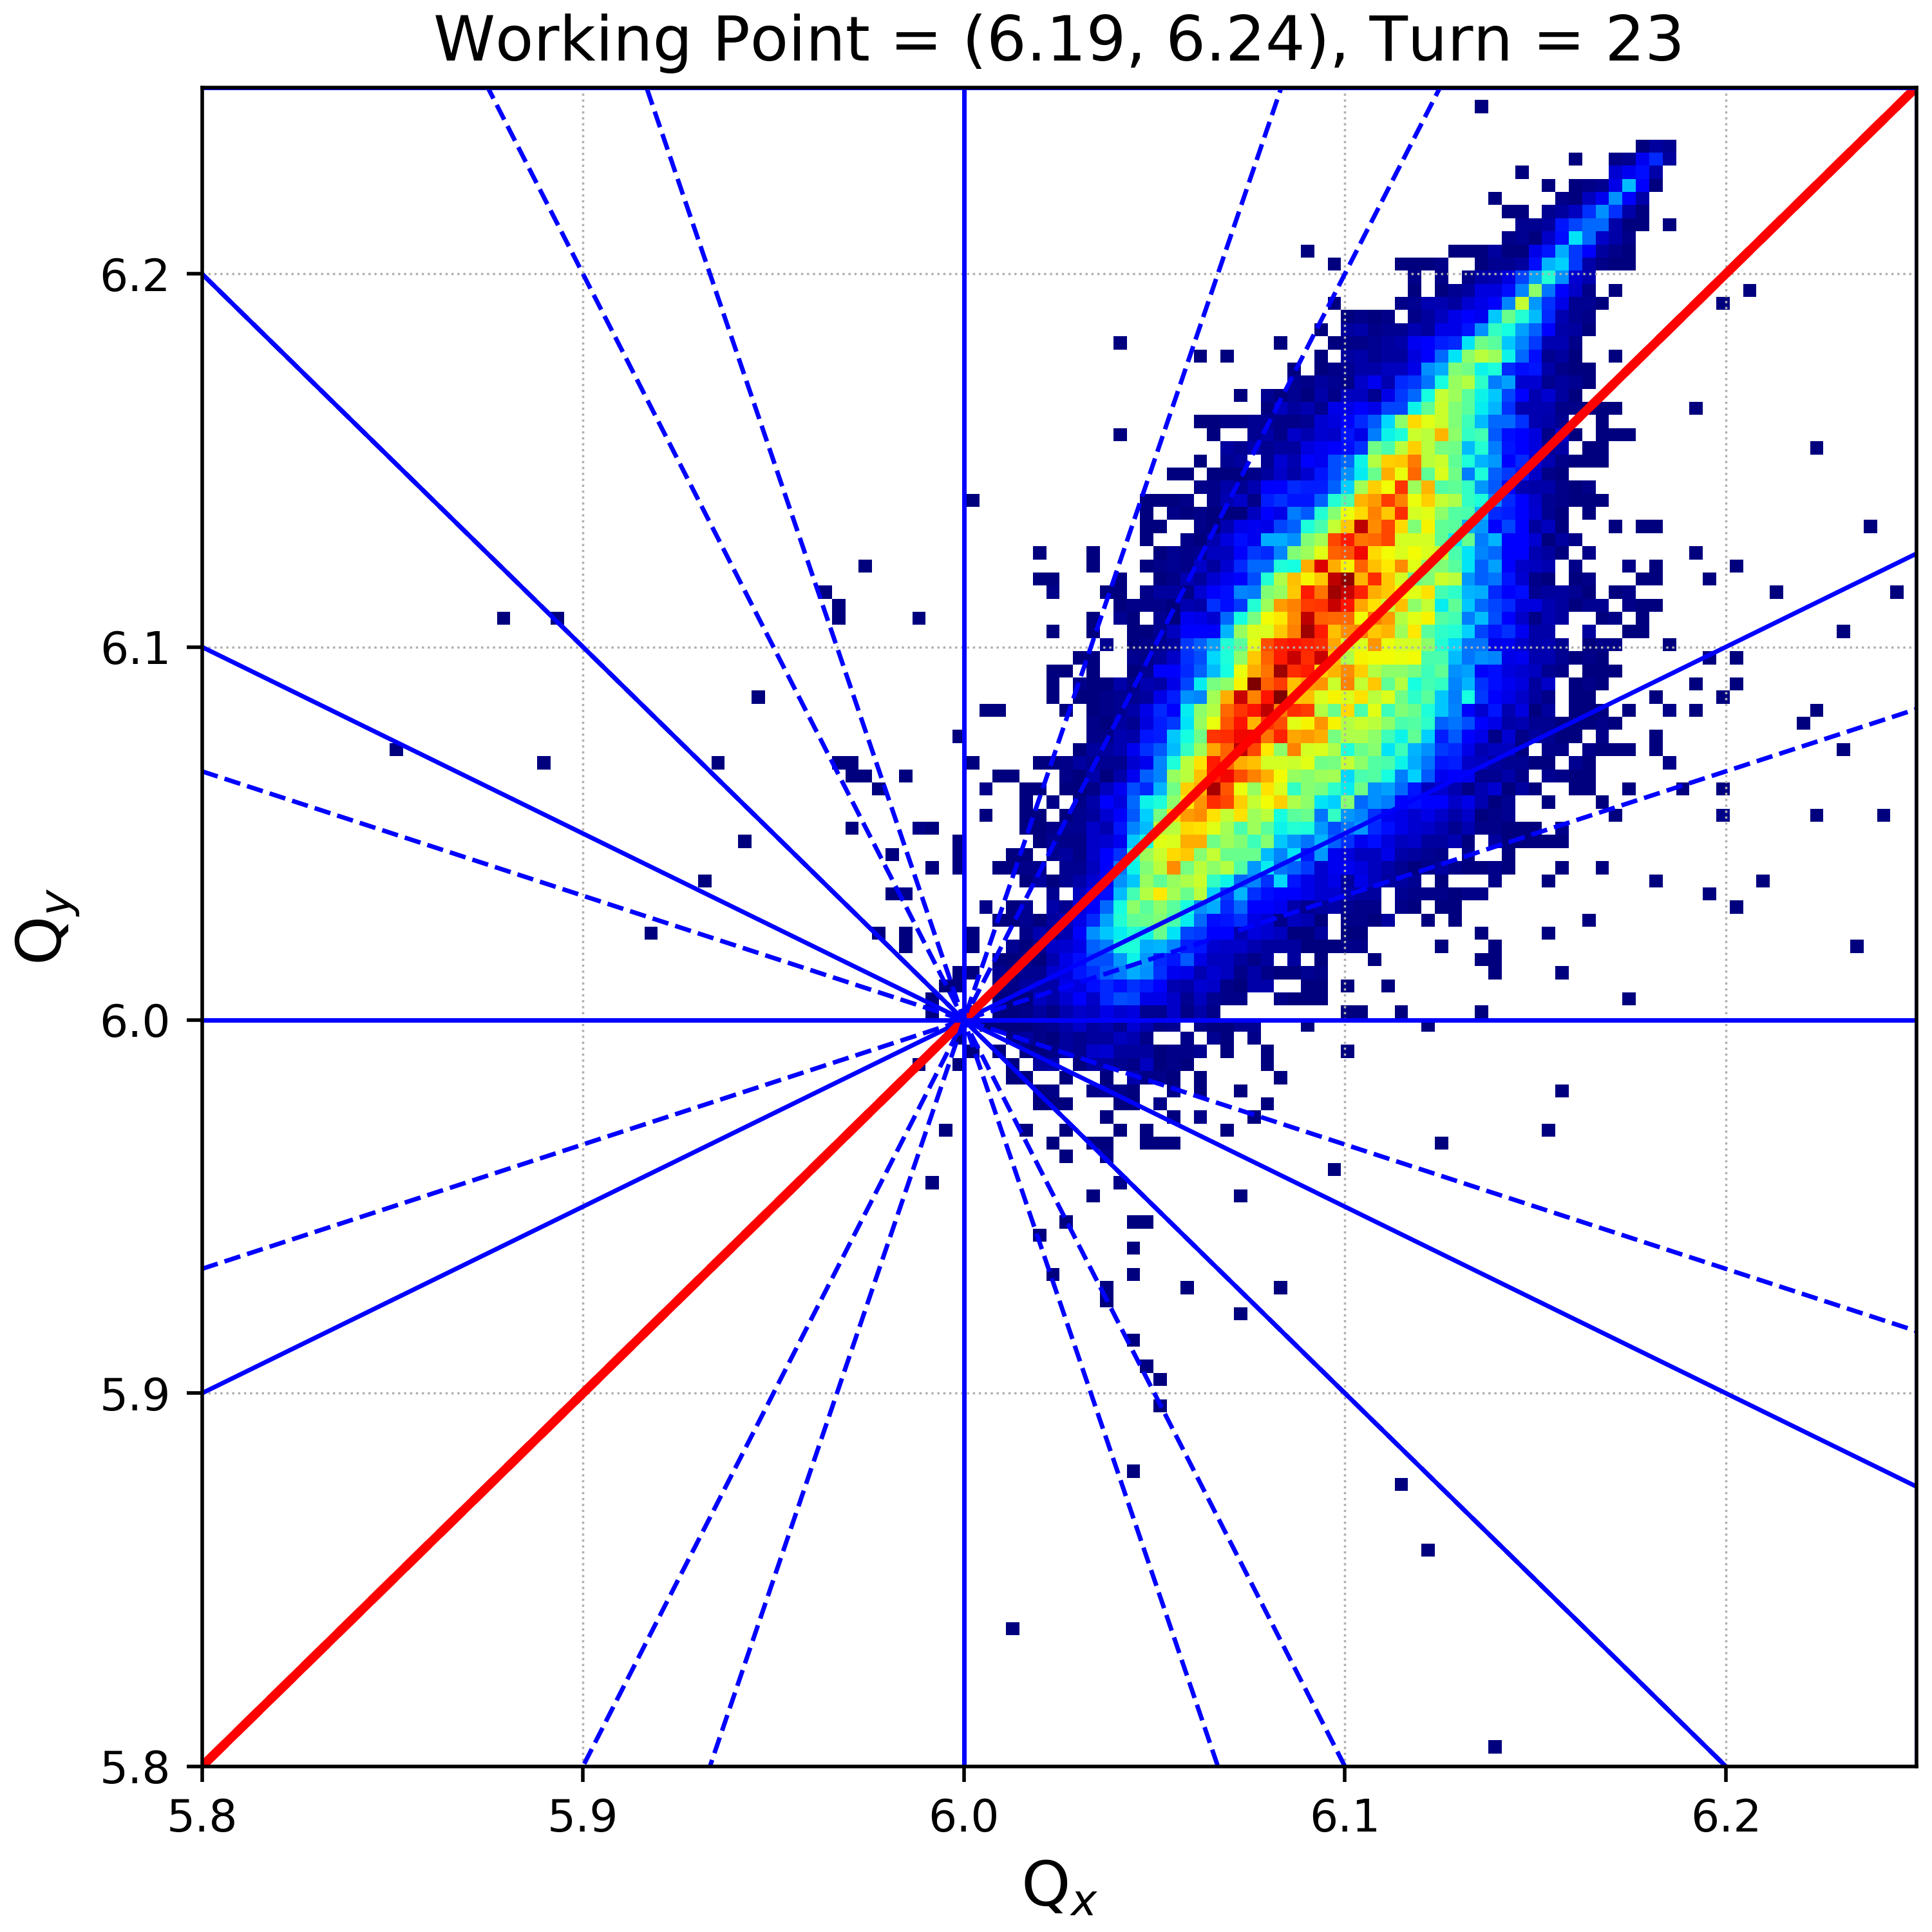 Working Point = (6.19, 6.24), Turn = 23
6.2
6.1
6.0
5.9
5.8
Qy
5.8 5.9 6.0 6.1 6.2
Qx